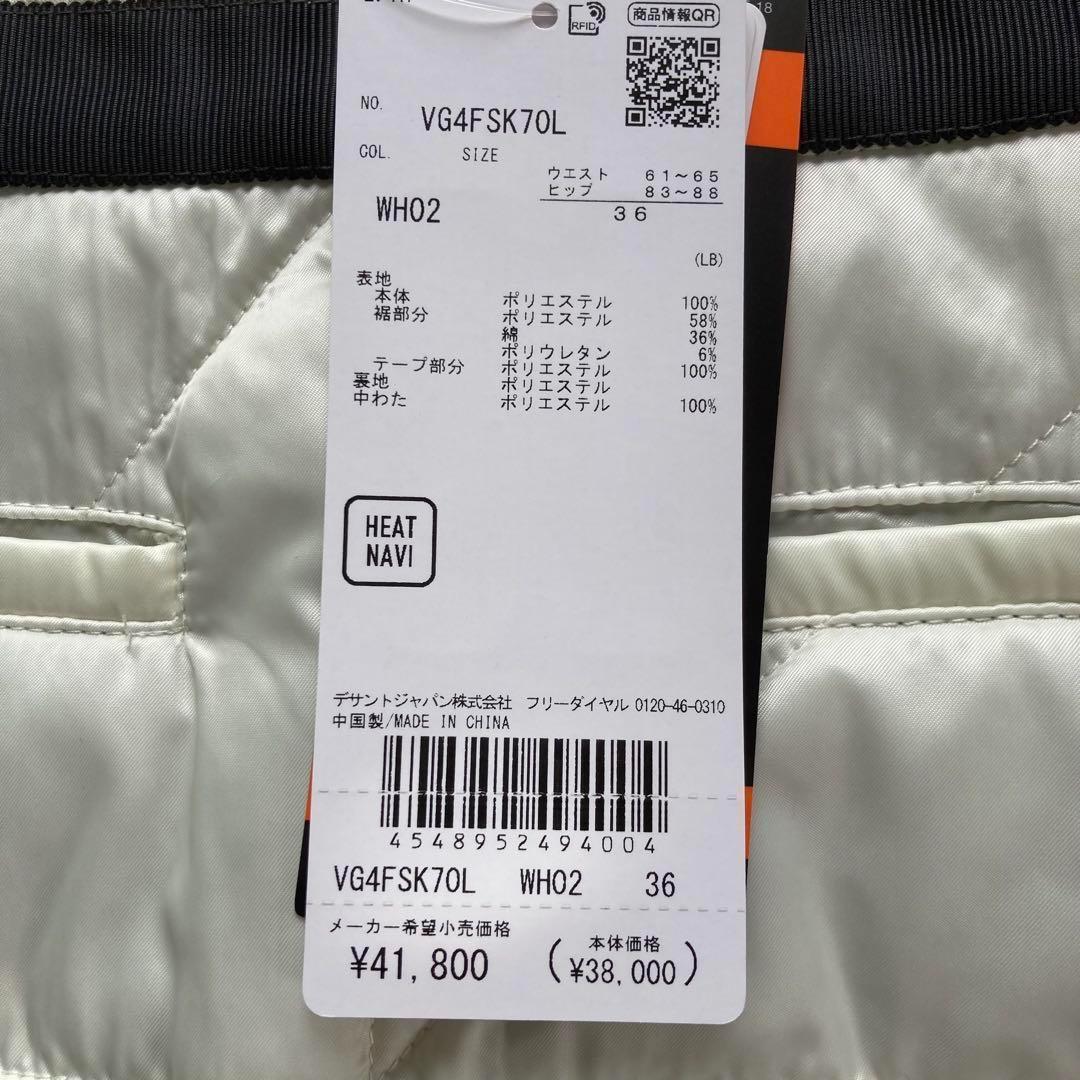 RFID
商品情報QR
18
NO. VG4FSK70L
COL. SIZE
ウエスト 61~65
ヒップ 83~88
WH02 36
(LB)
表地
本体 ポリエステル 100%
裾部分 ポリエステル 58%
綿 36%
ポリウレタン 6%
テープ部分 ポリエステル 100%
裏地 ポリエステル
中わた ポリエステル 100%
HEAT
NAVI
デサントジャパン株式会社 フリーダイヤル 0120-46-0310
中国製/MADE IN CHINA
4548952494004
VG4FSK70L WH02 36
メーカー希望小売価格
¥41,800
(本体価格
¥38,000)